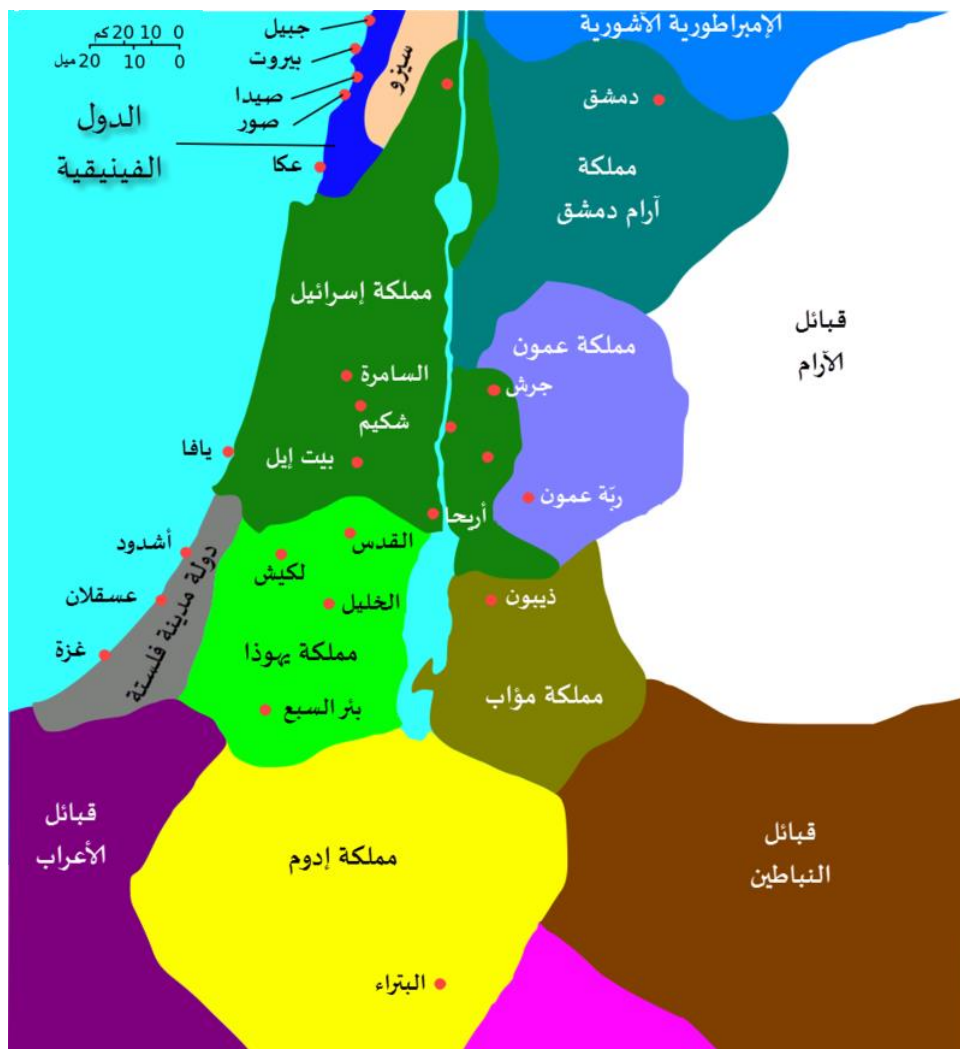 الإمبراطورية الآشورية
0 10 20 كم
0 10 20 ميل
جبيل
بيروت
صيدا
صور
سيزو
الدول
الفينيقية
عكا
دمشق
مملكة
آرام دمشق
مملكة إسرائيل
قبائل
الآرام
مملكة عمون
جرش
السامرة
شكيم
بيت إيل
يافا
ربّة عمون
أريحا
القدس
لكيش
الخليل
أشدود
عسقلان
غزة
دولة مدينة فلستة
ذيبون
مملكة يهوذا
مملكة مؤاب
بئر السبع
قبائل
الأعراب
مملكة إدوم
قبائل
النباطين
البتراء